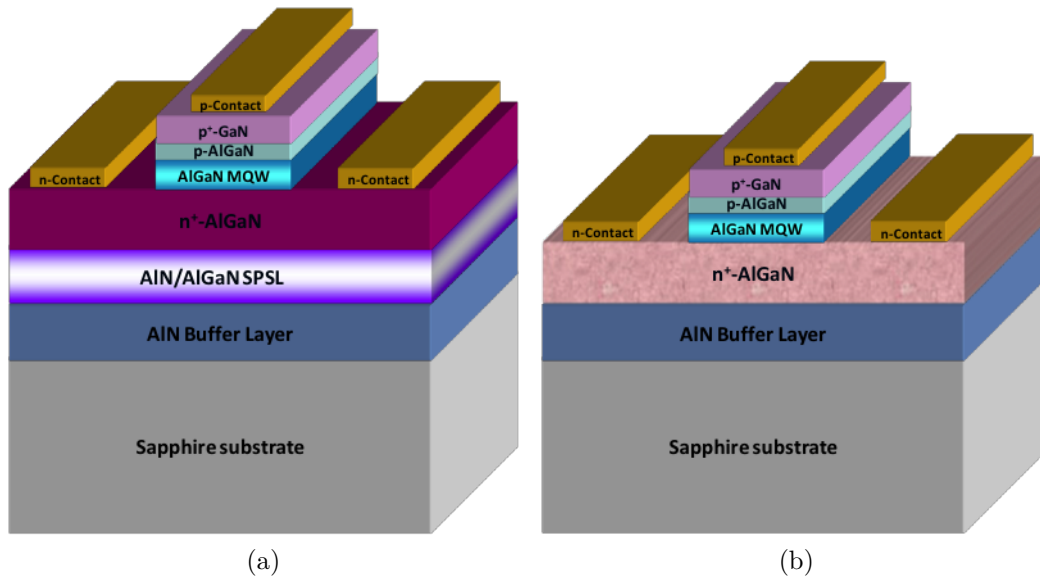 p-Contact
p⁺-GaN
p-AlGaN
n-Contact
AlGaN MQW
n-Contact
n⁺-AlGaN
AlN/AlGaN SPSL
AlN Buffer Layer
Sapphire substrate
(a)
p-Contact
p⁺-GaN
p-AlGaN
n-Contact
AlGaN MQW
n-Contact
n⁺-AlGaN
AlN Buffer Layer
Sapphire substrate
(b)